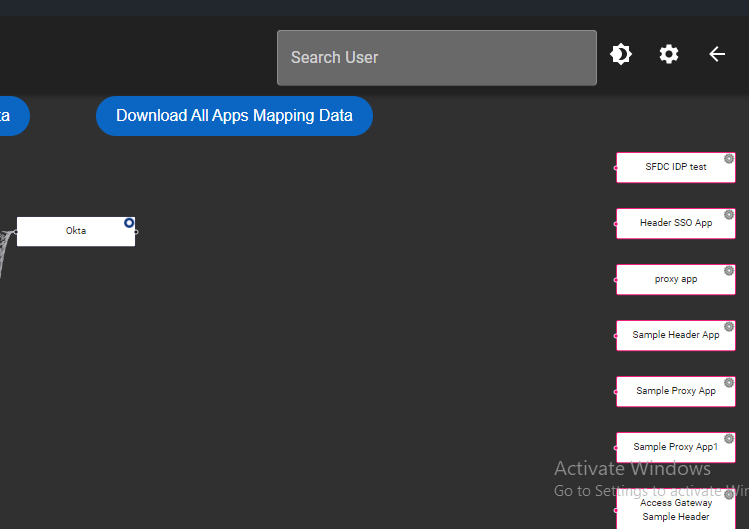 Search User
ta
Download All Apps Mapping Data
SFDC IDP test
Okta
Header SSO App
proxy app
Sample Header App
Sample Proxy App
Sample Proxy App1
Activate Windows
Go to Settings to activate Win
Access Gateway
Sample Header